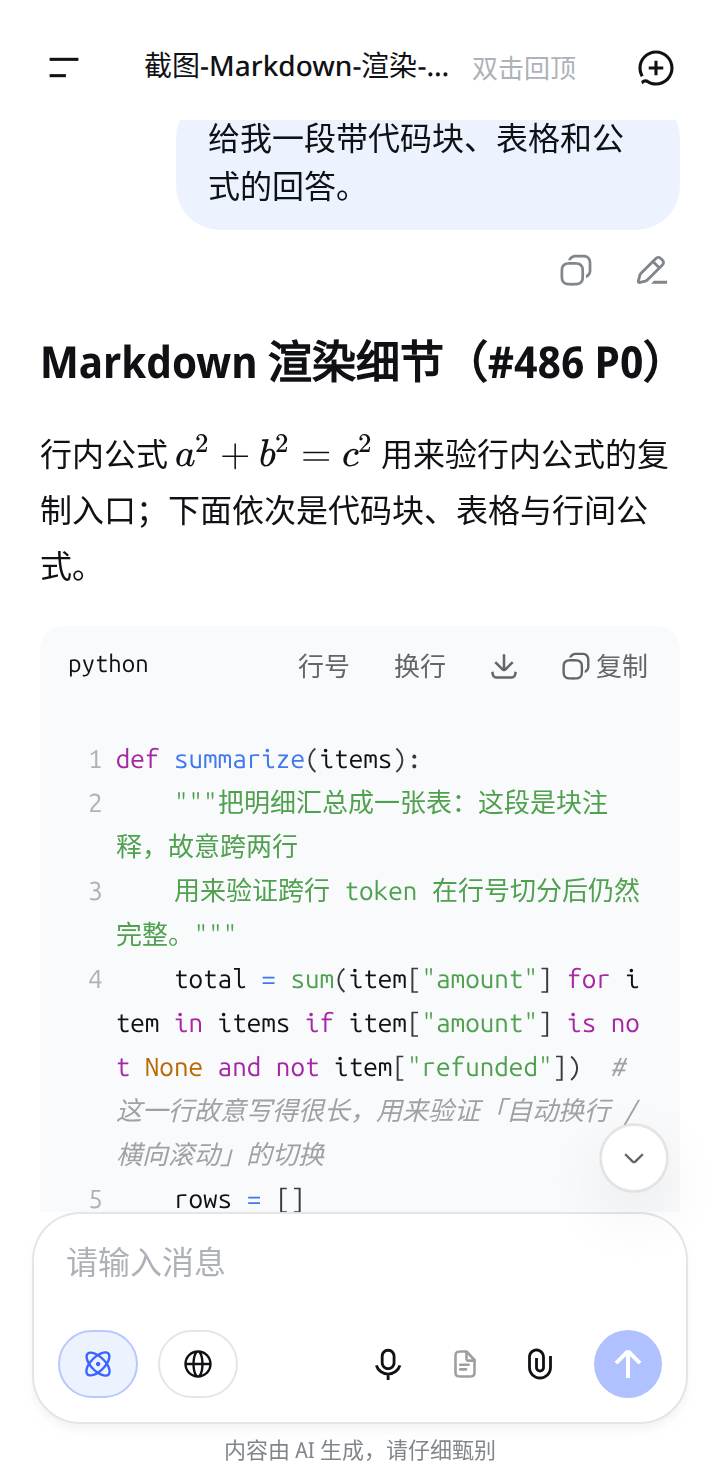 截图-Markdown-渲染-... 双击回顶
给我一段带代码块、表格和公
式的回答。
Markdown 渲染细节（#486 P0）
行内公式 a² + b² = c² 用来验行内公式的复
制入口；下面依次是代码块、表格与行间公
式。
python 行号 换行 复制
1 def summarize(items):
2     """把明细汇总成一张表：这段是块注
释，故意跨两行
3     用来验证跨行 token 在行号切分后仍然
完整。"""
4     total = sum(item["amount"] for i
tem in items if item["amount"] is no
t None and not item["refunded"])  #
这一行故意写得很长，用来验证「自动换行 /
横向滚动」的切换
5     rows = []
请输入消息
内容由 AI 生成，请仔细甄别